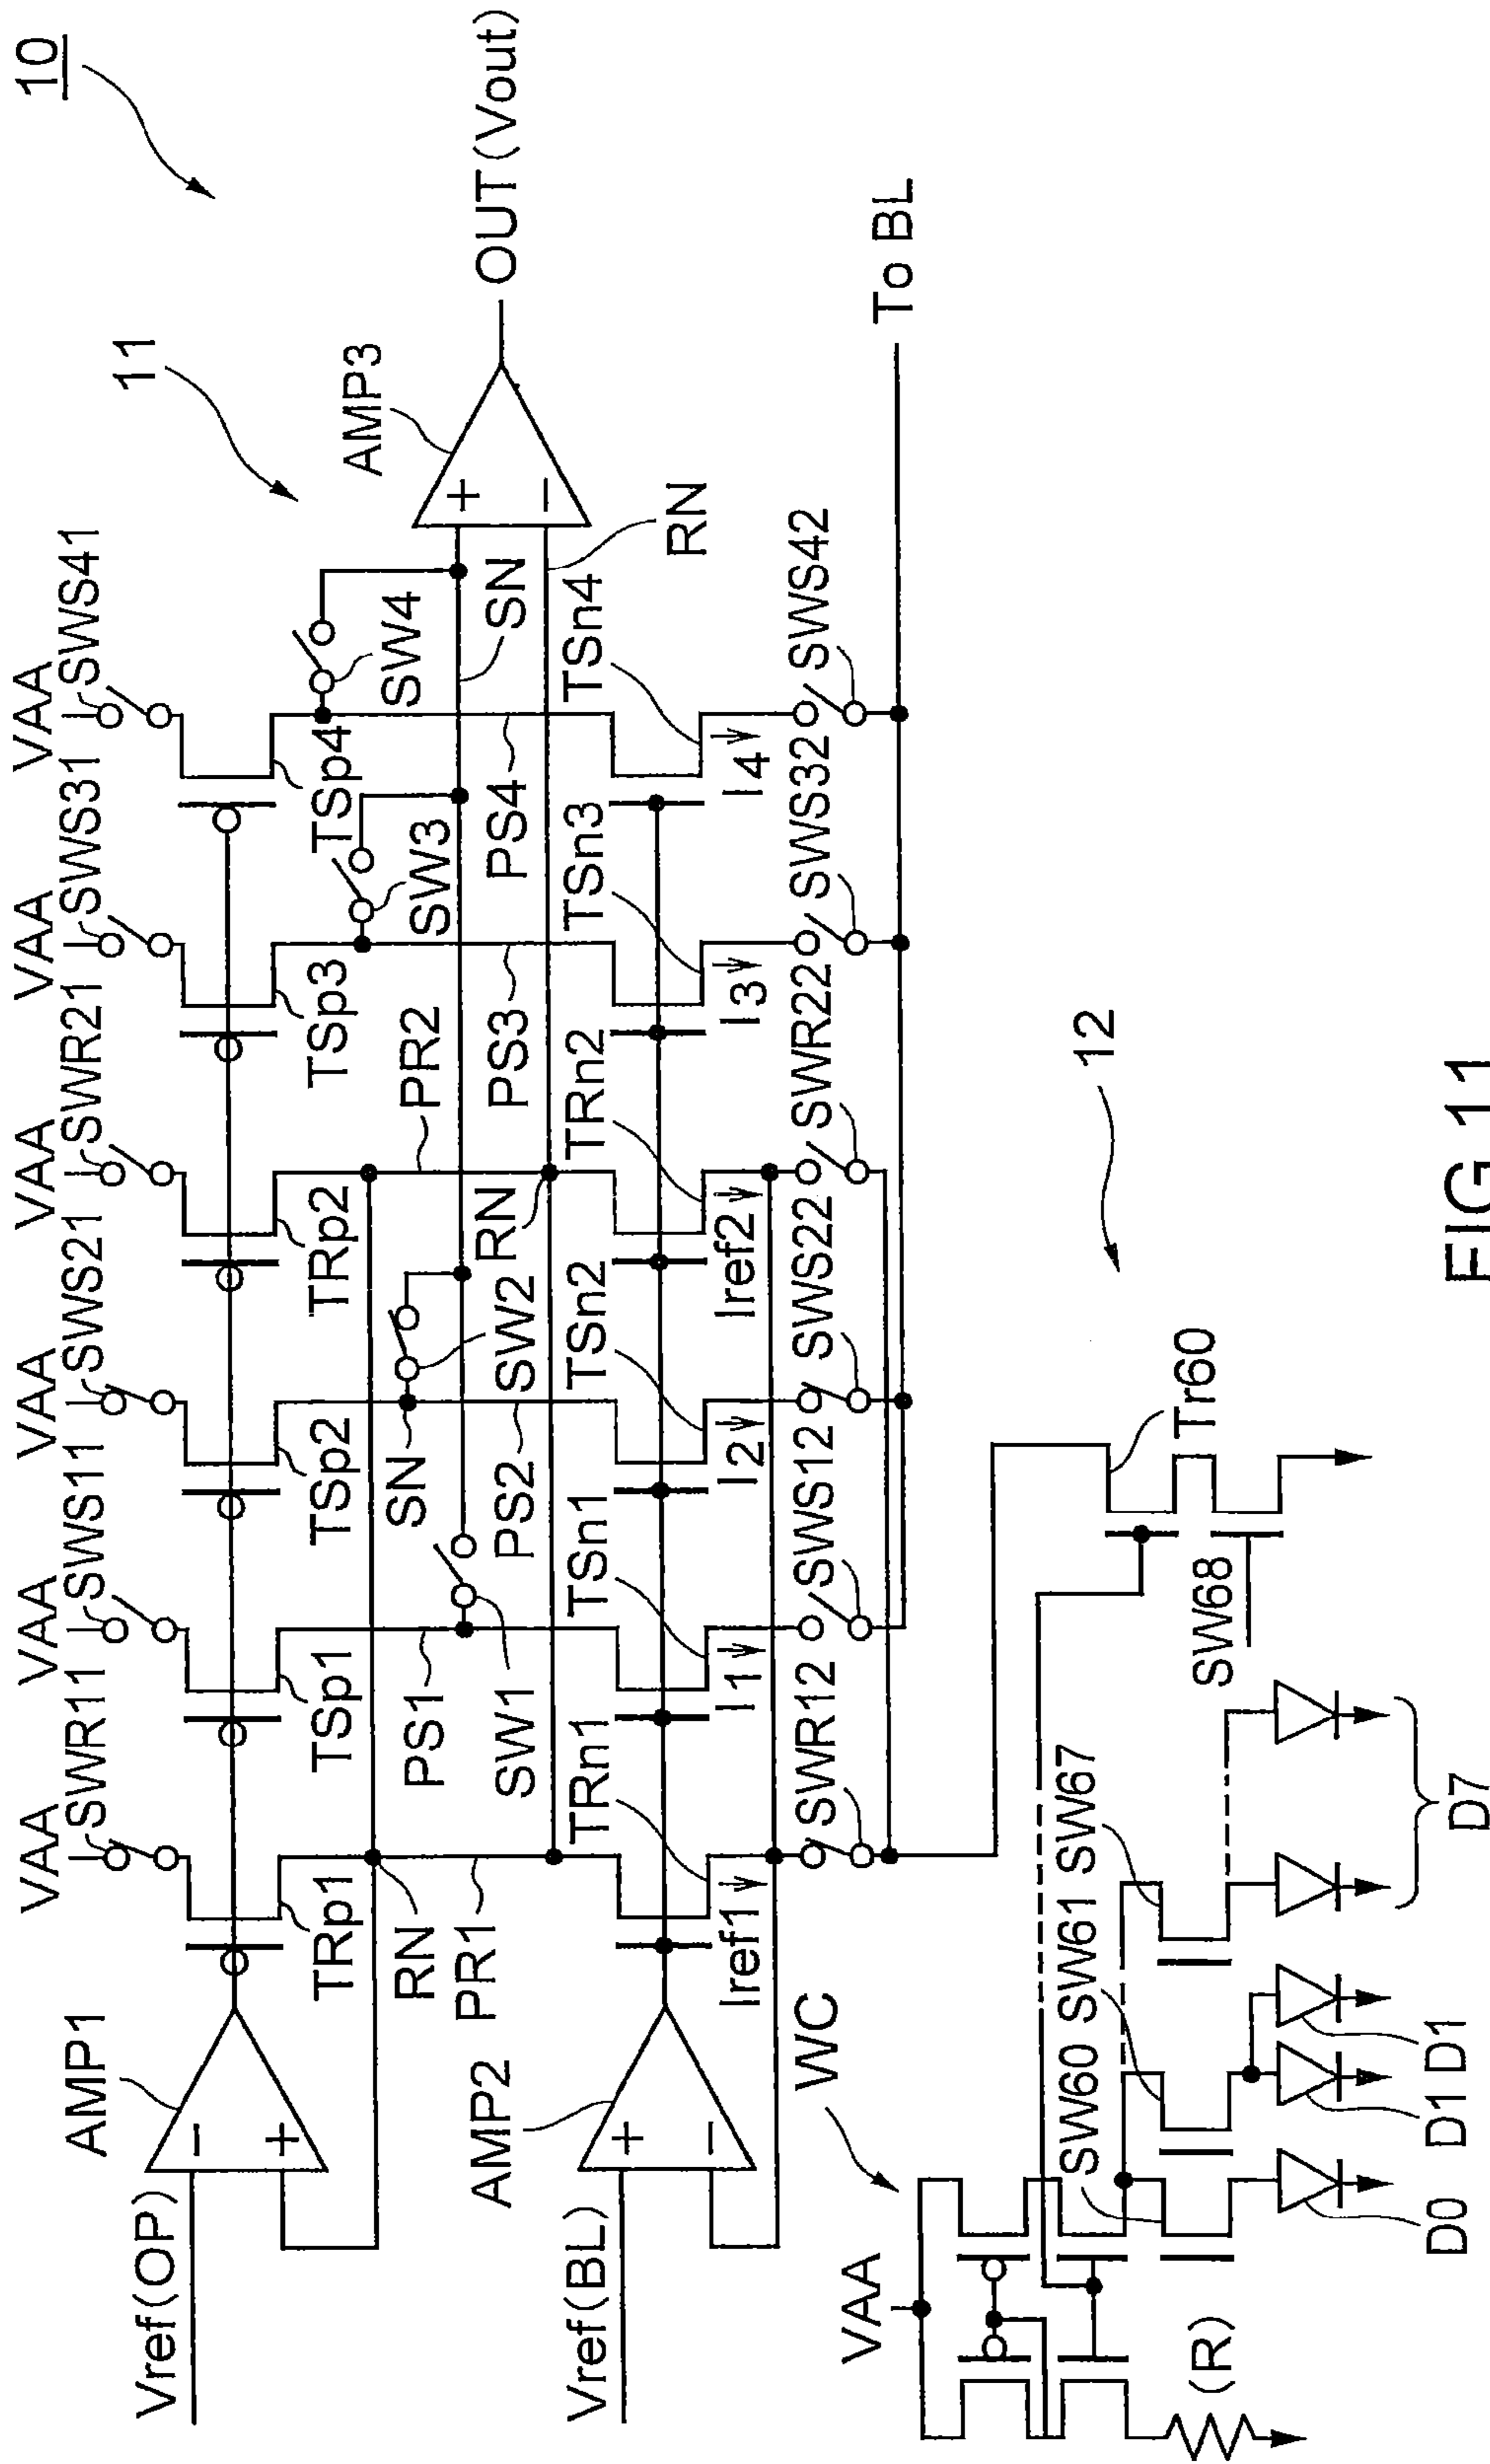 10
11
VAA
SWR11
VAA
SWS11
VAA
SWS21
VAA
SWR21
VAA
SWS31
VAA
SWS41
AMP1
Vref(OP)
TRp1
TSp1
TSp2
TRp2
TSp3
TSp4
AMP3
OUT(Vout)
RN
PR1
PS1
SW1
SN
PS2
SW2
RN
PR2
PS3
SW3
PS4
SW4
SN
RN
AMP2
Vref(BL)
TRn1
TSn1
TSn2
TRn2
TSn3
TSn4
Iref1
I1
I2
Iref2
I3
I4
SWR12
SWS12
SWS22
SWR22
SWS32
SWS42
To BL
WC
12
VAA
(R)
SW60
SW61
SW67
SW68
Tr60
D0
D1
D1
D7
FIG. 11